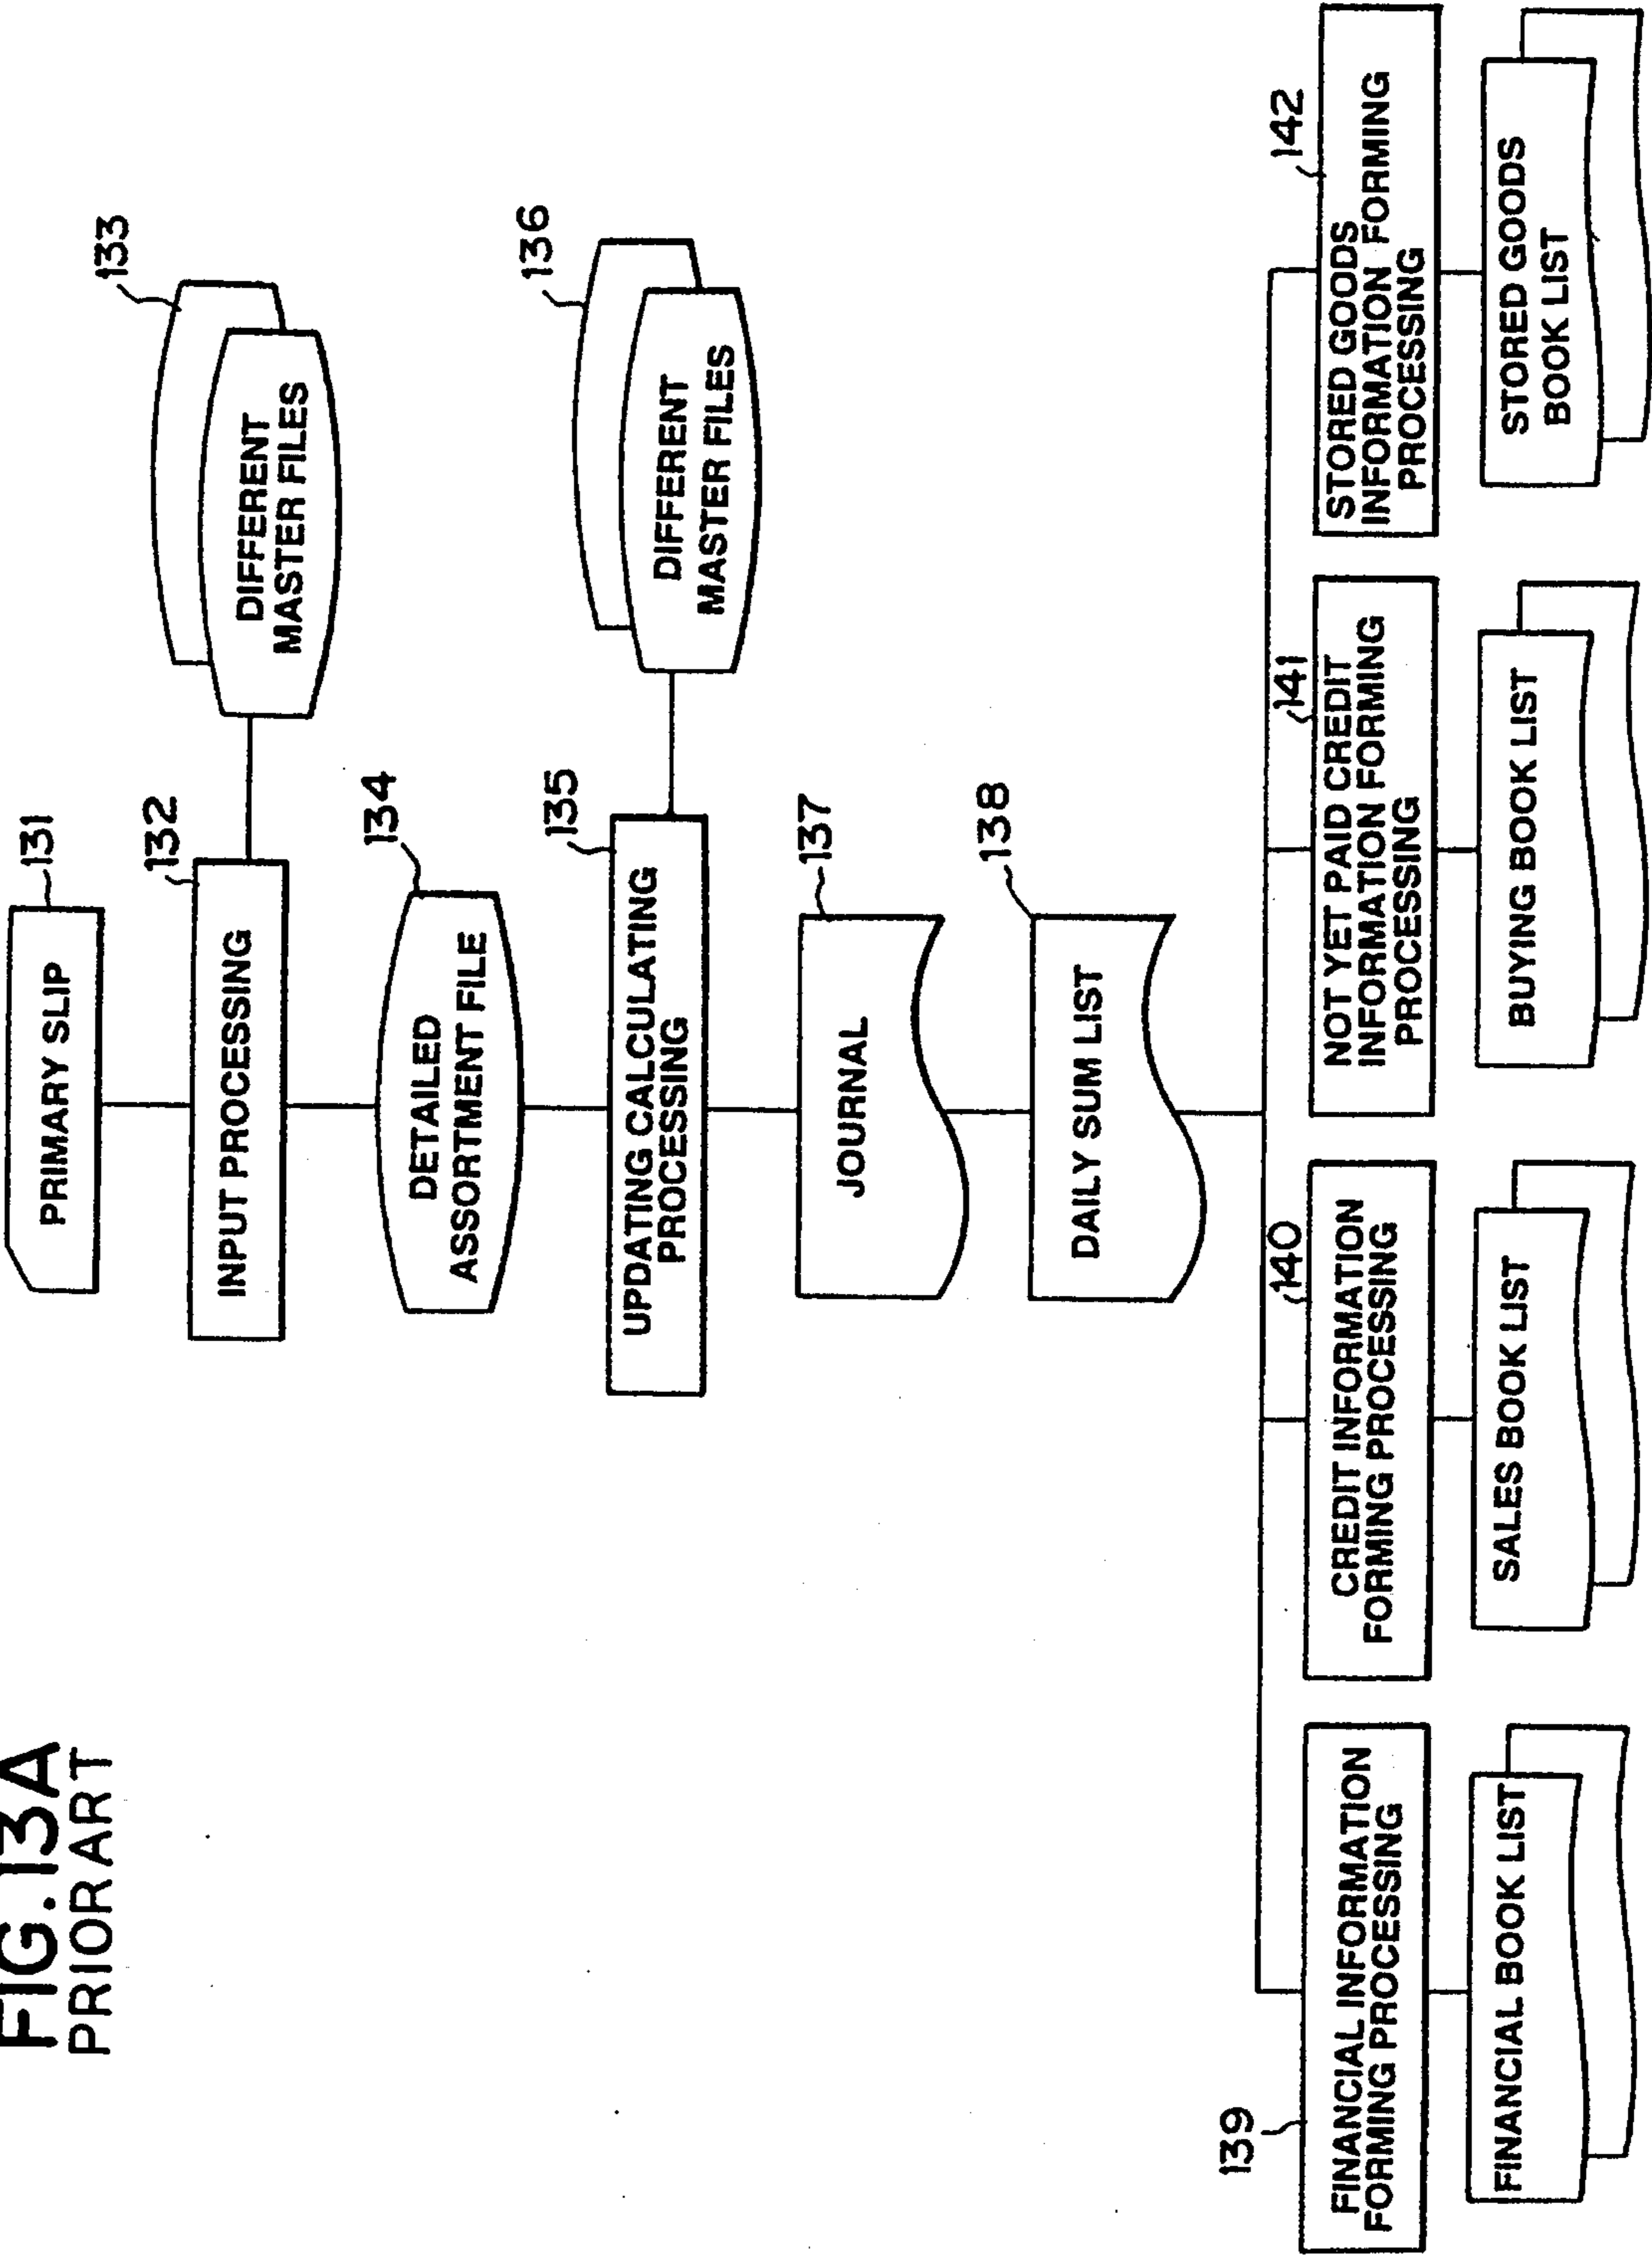 FIG.13A
PRIOR ART
PRIMARY SLIP
131
INPUT PROCESSING
132
DIFFERENT
MASTER FILES
133
DETAILED
ASSORTMENT FILE
134
UPDATING CALCULATING
PROCESSING
135
DIFFERENT
MASTER FILES
136
JOURNAL
137
DAILY SUM LIST
138
139
FINANCIAL INFORMATION
FORMING PROCESSING
140
CREDIT INFORMATION
FORMING PROCESSING
141
NOT YET PAID CREDIT
INFORMATION FORMING
PROCESSING
142
STORED GOODS
INFORMATION FORMING
PROCESSING
FINANCIAL BOOK LIST
SALES BOOK LIST
BUYING BOOK LIST
STORED GOODS
BOOK LIST